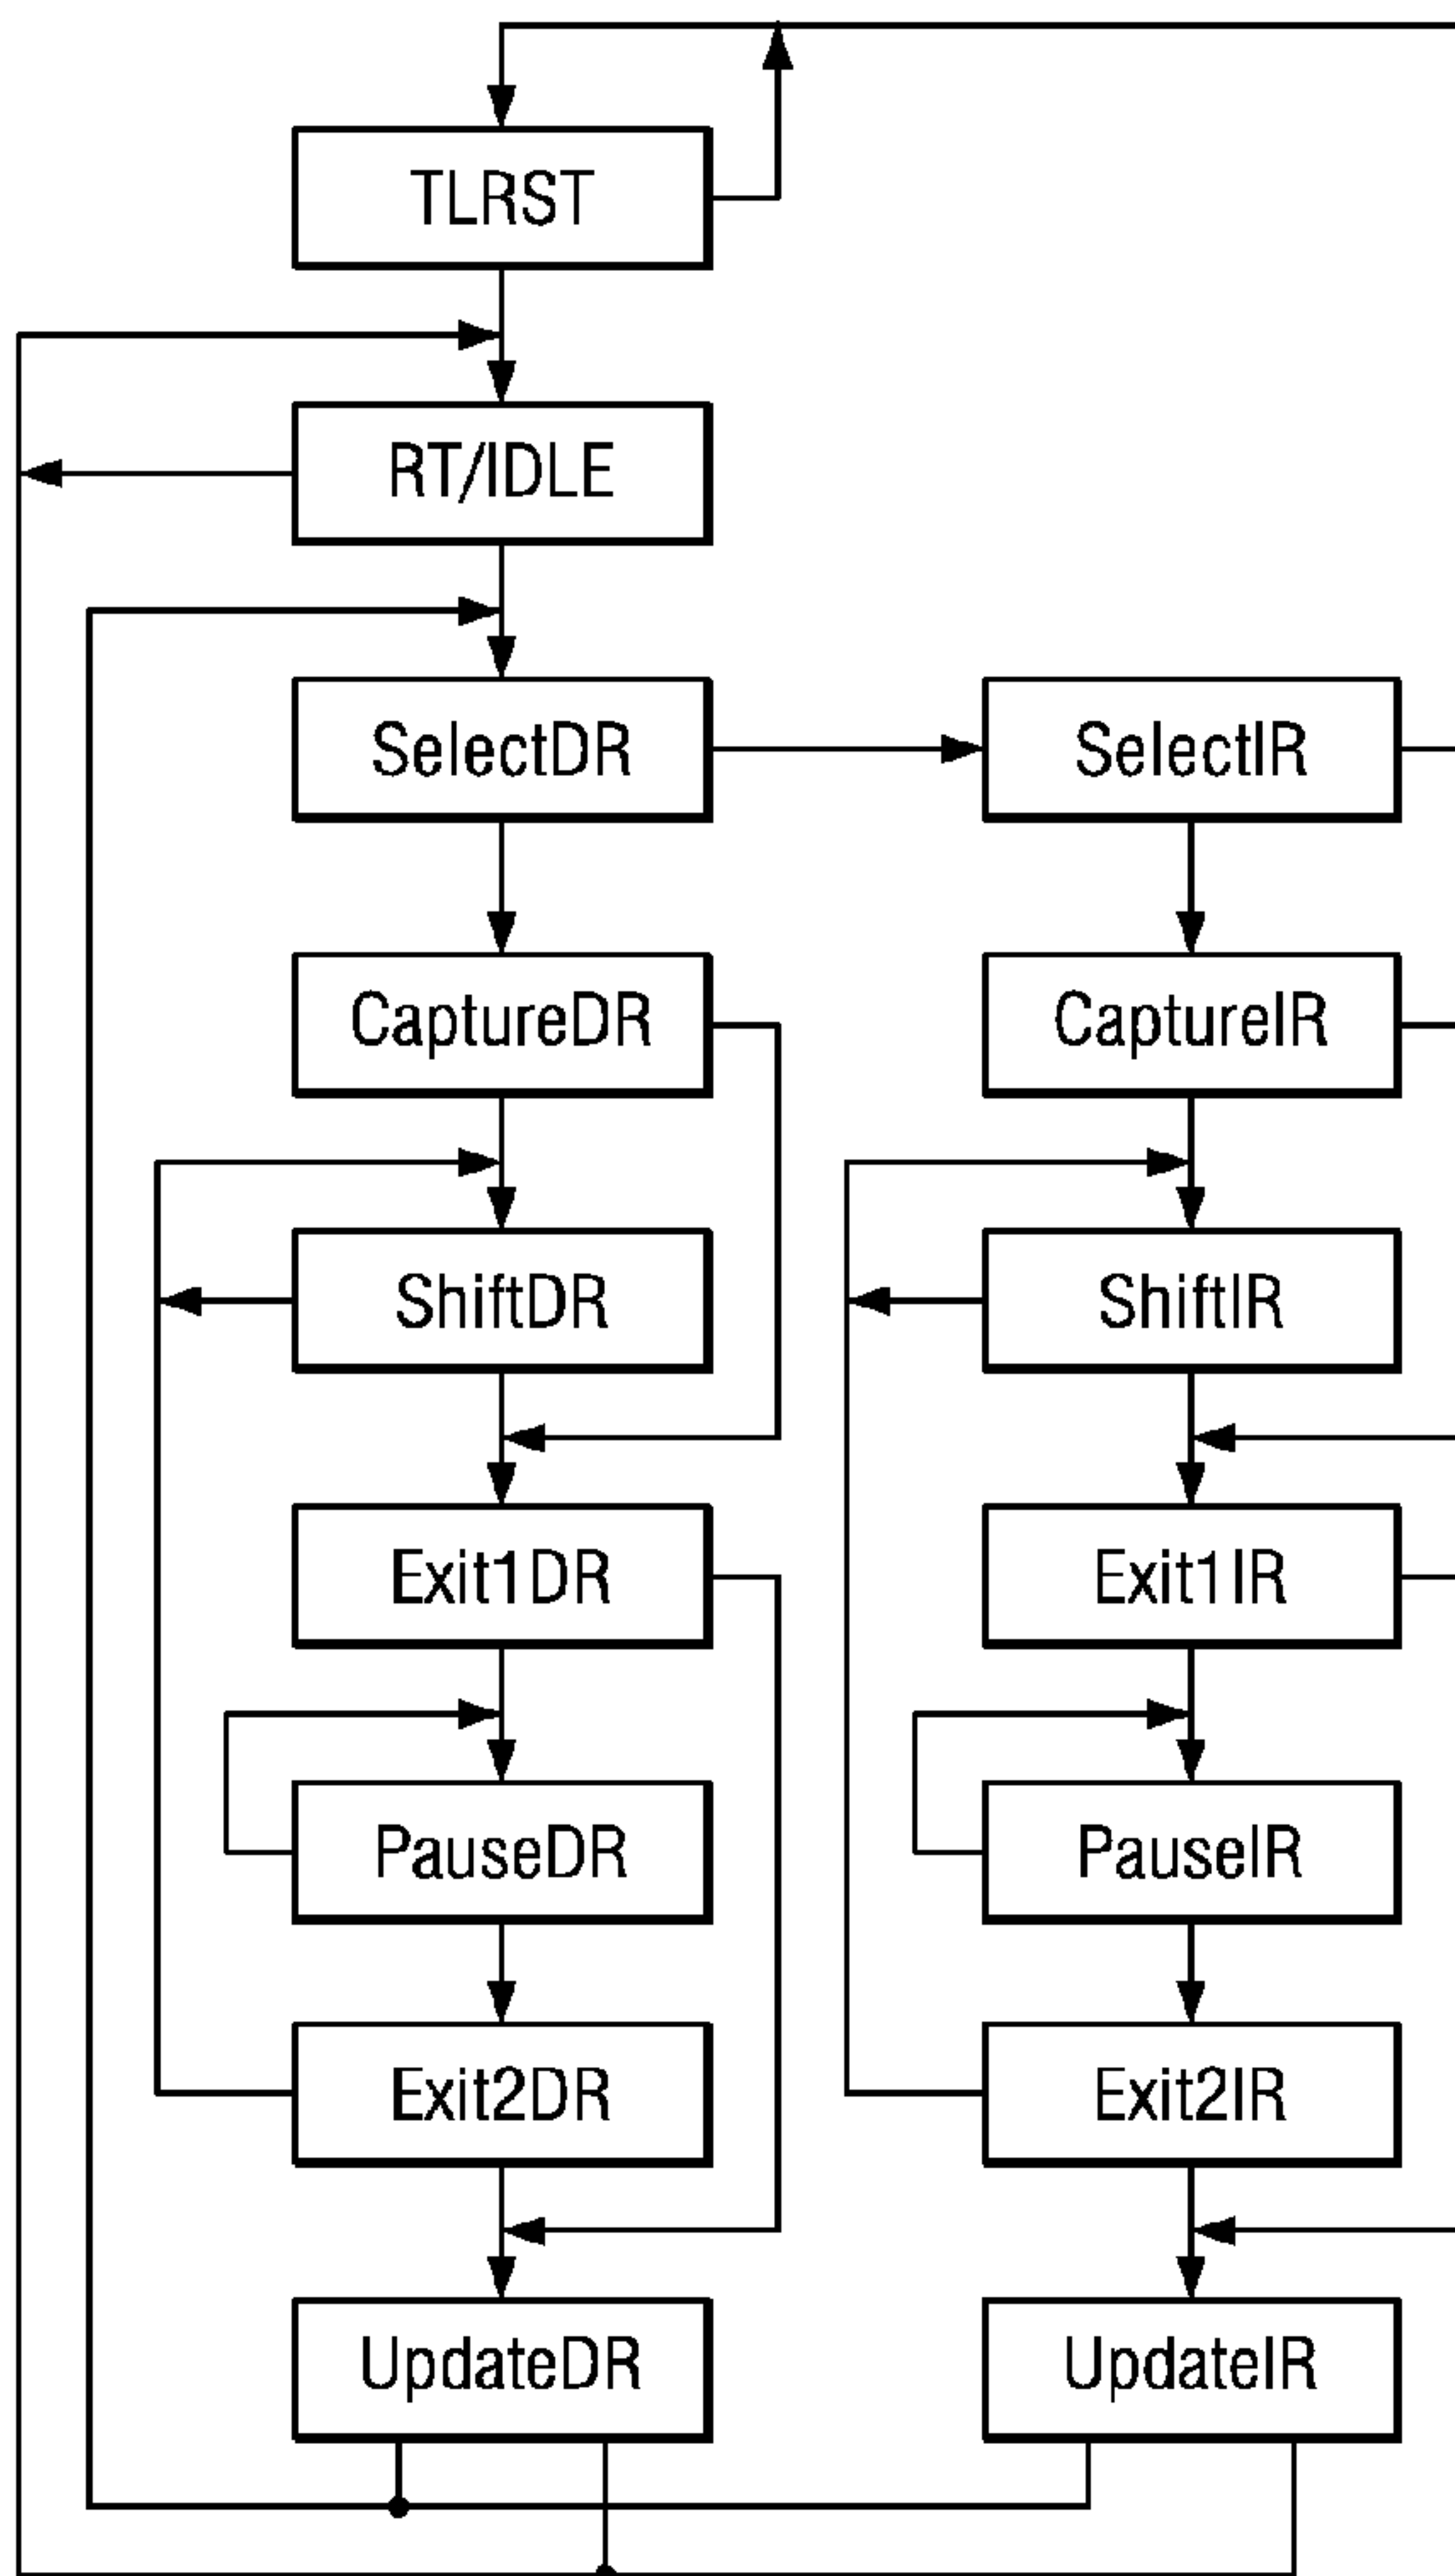 TLRST
RT/IDLE
SelectDR
SelectIR
CaptureDR
CaptureIR
ShiftDR
ShiftIR
Exit1DR
Exit1IR
PauseDR
PauseIR
Exit2DR
Exit2IR
UpdateDR
UpdateIR